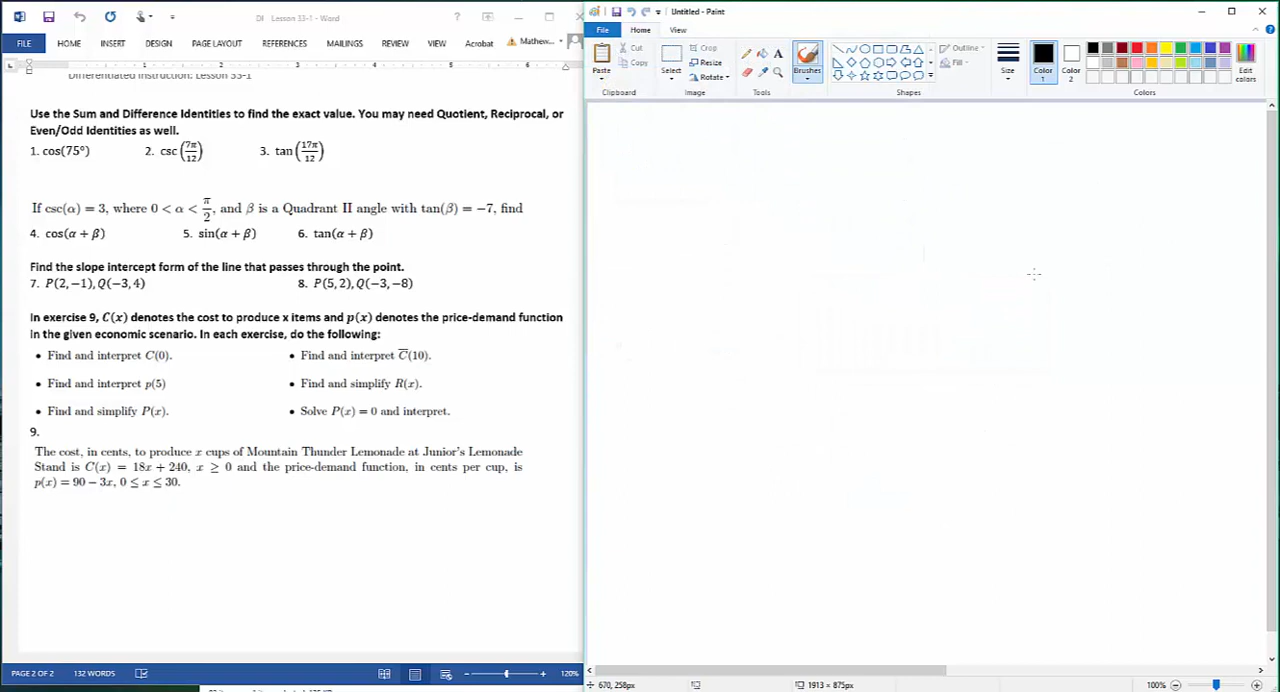 DI Lesson 33-1 - Word
FILE HOME INSERT DESIGN PAGE LAYOUT REFERENCES MAILINGS REVIEW VIEW Acrobat Mathew...
1 2 3 4 5 6
Differentiated Instruction: Lesson 33-1
Use the Sum and Difference Identities to find the exact value. You may need Quotient, Reciprocal, or
Even/Odd Identities as well.
1. cos(75°) 2. csc (7π/12) 3. tan (17π/12)
If csc(α) = 3, where 0 < α < π/2, and β is a Quadrant II angle with tan(β) = −7, find
4. cos(α + β) 5. sin(α + β) 6. tan(α + β)
Find the slope intercept form of the line that passes through the point.
7. P(2, −1), Q(−3, 4) 8. P(5, 2), Q(−3, −8)
In exercise 9, C(x) denotes the cost to produce x items and p(x) denotes the price-demand function
in the given economic scenario. In each exercise, do the following:
• Find and interpret C(0). • Find and interpret C̅(10).
• Find and interpret p(5) • Find and simplify R(x).
• Find and simplify P(x). • Solve P(x) = 0 and interpret.
9.
The cost, in cents, to produce x cups of Mountain Thunder Lemonade at Junior's Lemonade
Stand is C(x) = 18x + 240, x ≥ 0 and the price-demand function, in cents per cup, is
p(x) = 90 − 3x, 0 ≤ x ≤ 30.
PAGE 2 OF 2 132 WORDS 120%
Untitled - Paint
File Home View
Paste Cut Copy Select Crop Resize Rotate Brushes Outline Fill Size Color 1 Color 2 Edit colors
Clipboard Image Tools Shapes Colors
670, 258px 1913 × 875px 100%